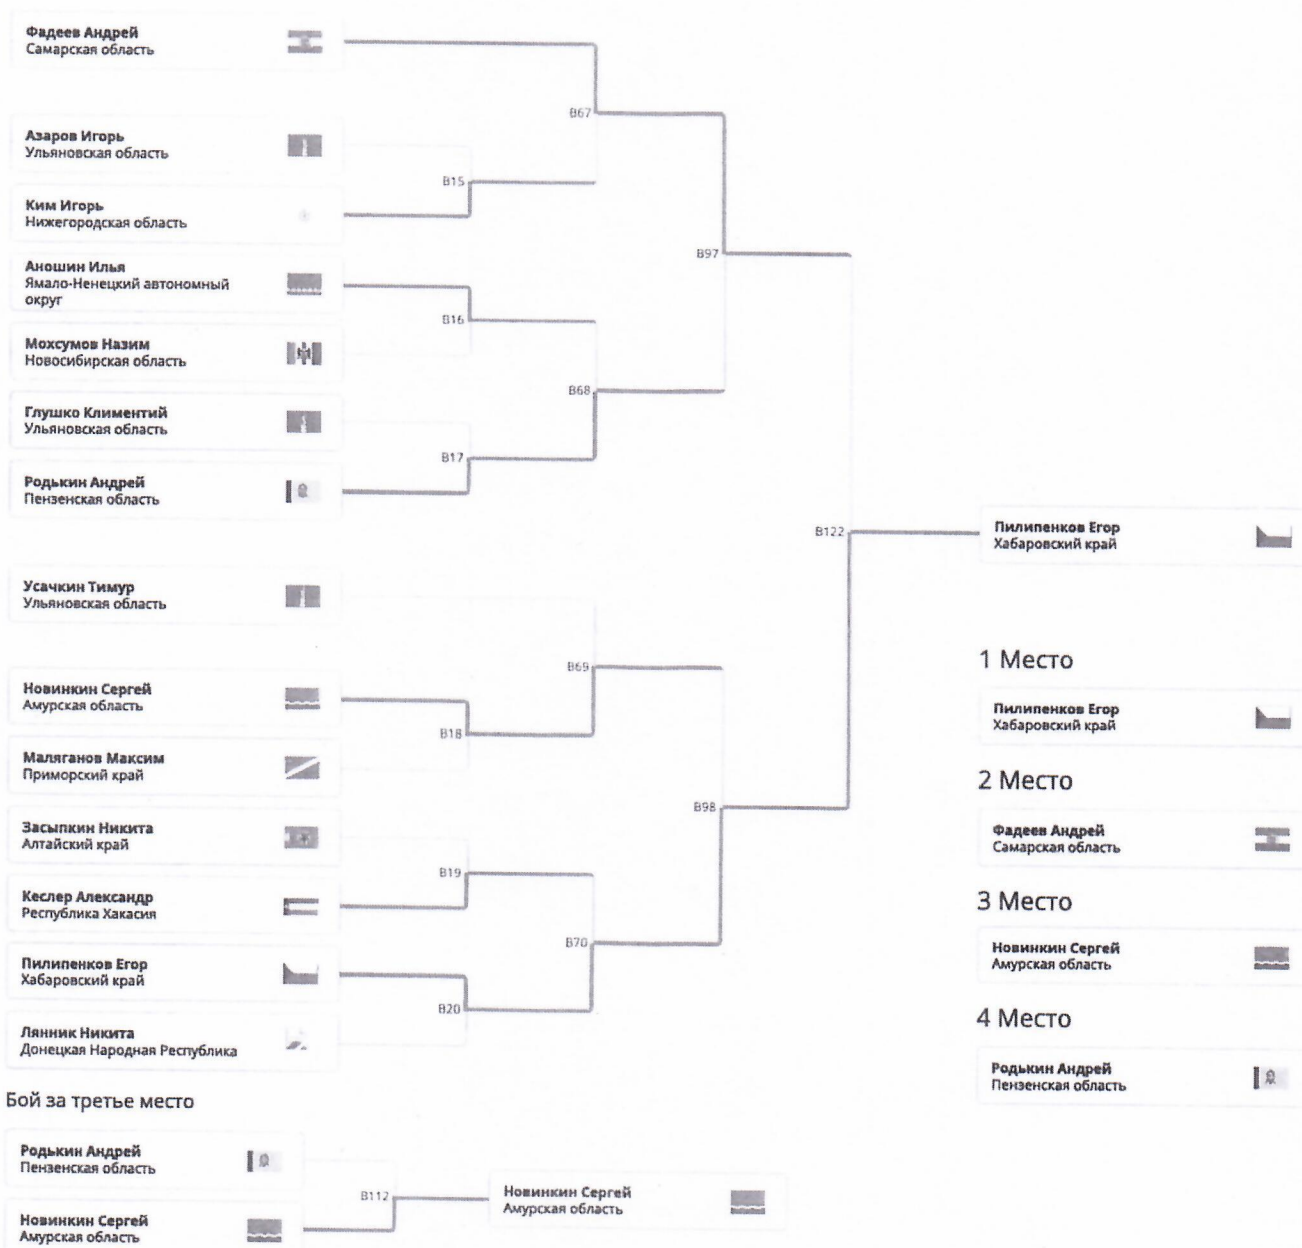 Фадеев Андрей
Самарская область
Азаров Игорь
Ульяновская область
Ким Игорь
Нижегородская область
Аношин Илья
Ямало-Ненецкий автономный
округ
Мохсумов Назим
Новосибирская область
Глушко Климентий
Ульяновская область
Родькин Андрей
Пензенская область
Усачкин Тимур
Ульяновская область
Новинкин Сергей
Амурская область
Маляганов Максим
Приморский край
Засыпкин Никита
Алтайский край
Кеслер Александр
Республика Хакасия
Пилипенков Егор
Хабаровский край
Лянник Никита
Донецкая Народная Республика
B15
B16
B17
B18
B19
B20
B67
B68
B69
B70
B97
B98
B122
Пилипенков Егор
Хабаровский край
1 Место
Пилипенков Егор
Хабаровский край
2 Место
Фадеев Андрей
Самарская область
3 Место
Новинкин Сергей
Амурская область
4 Место
Родькин Андрей
Пензенская область
Бой за третье место
Родькин Андрей
Пензенская область
Новинкин Сергей
Амурская область
B112
Новинкин Сергей
Амурская область